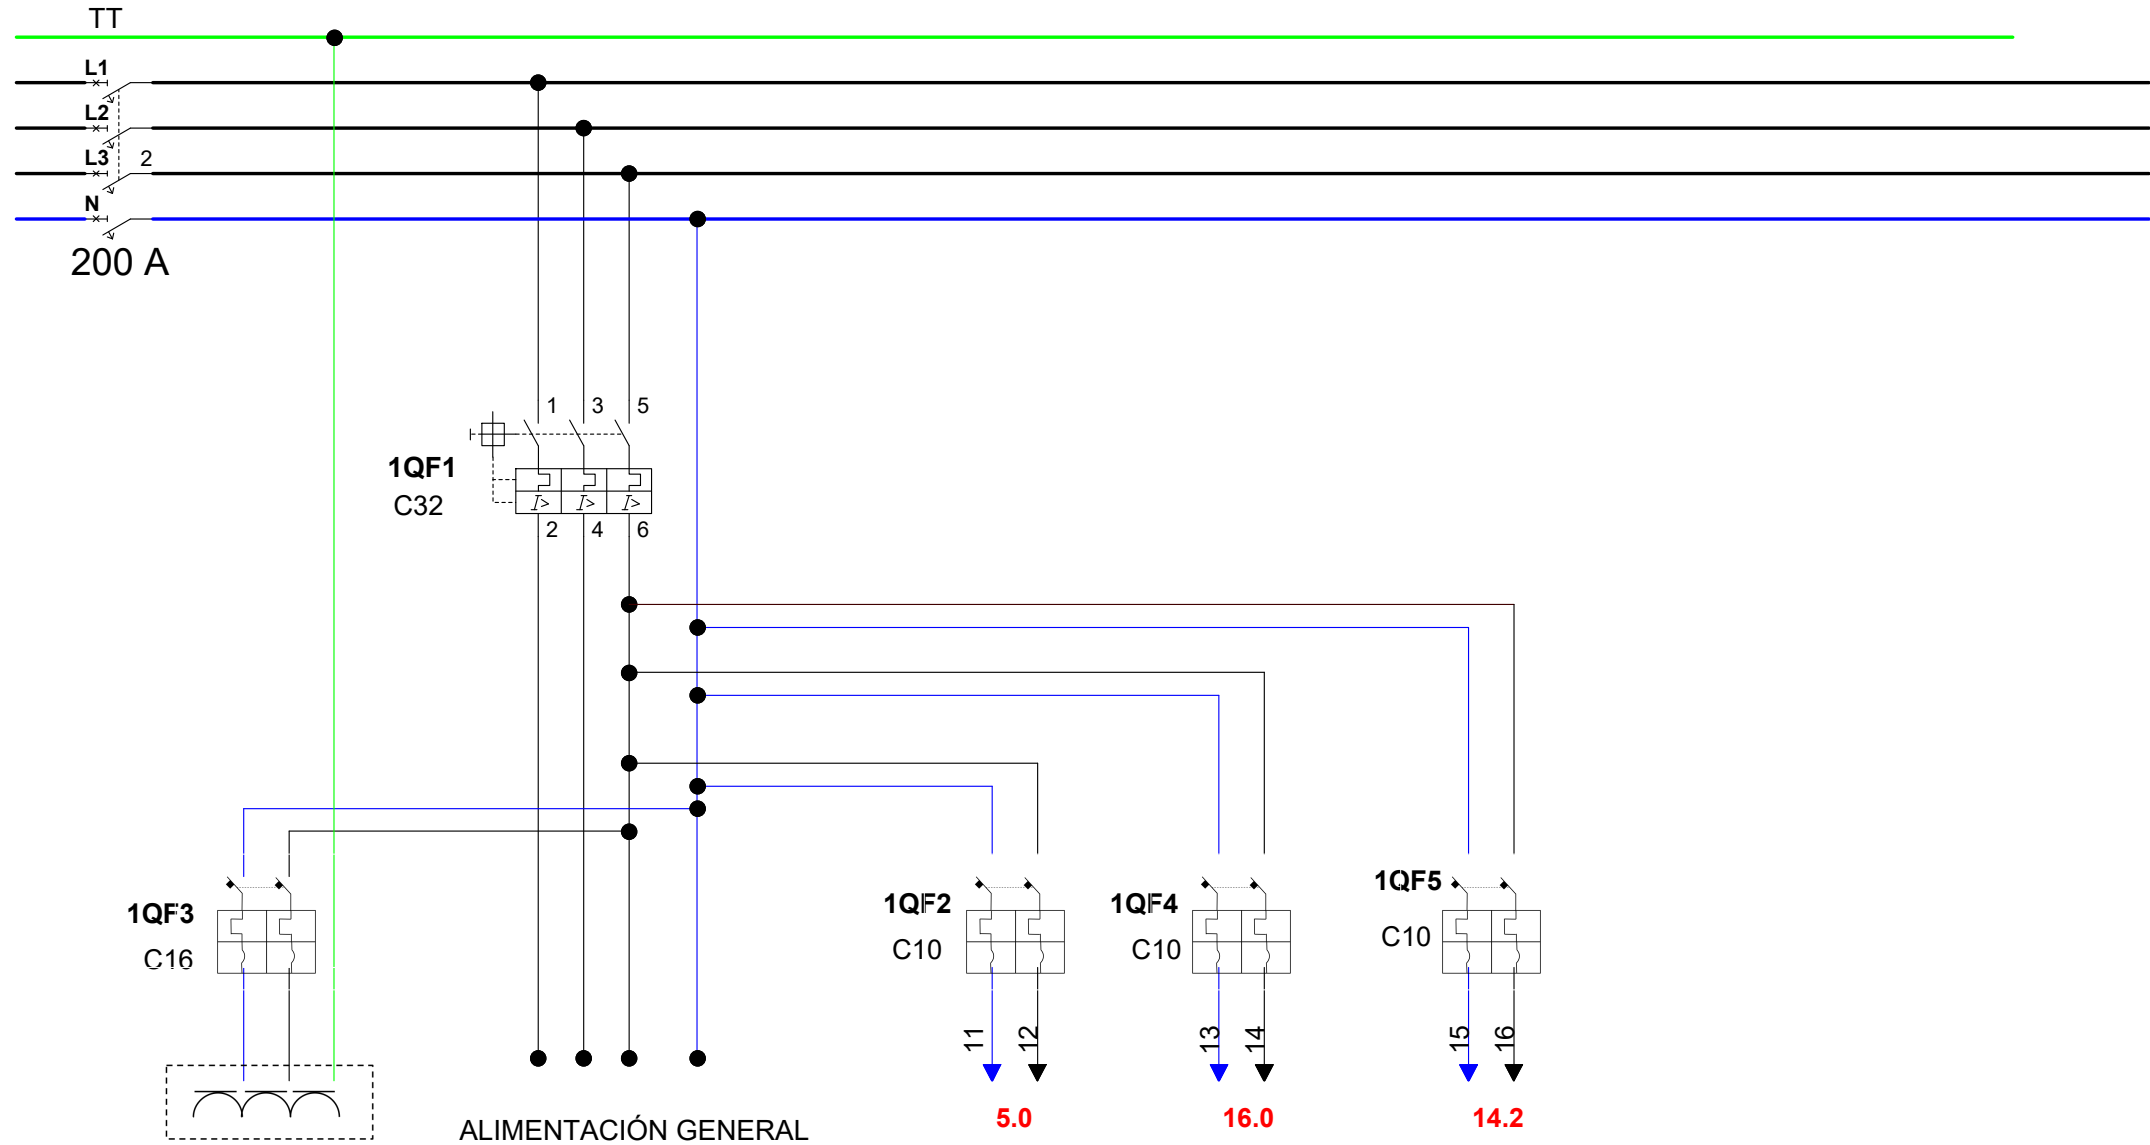 TT
L1
L2
L3 2
N
200 A
1 3 5
1QF1
C32
2 4 6
1QF3
C16
1QF2
C10
1QF4
C10
1QF5
C10
11 12 13 14 15 16
5.0 16.0 14.2
ALIMENTACIÓN GENERAL